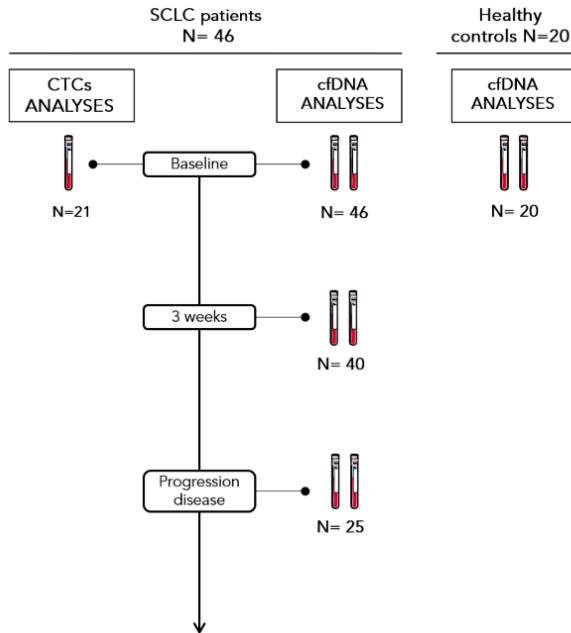 SCLC patients
N= 46
Healthy
controls N=20
CTCs
ANALYSES
cfDNA
ANALYSES
cfDNA
ANALYSES
Baseline
N=21
N= 46
N= 20
3 weeks
N= 40
Progression
disease
N= 25